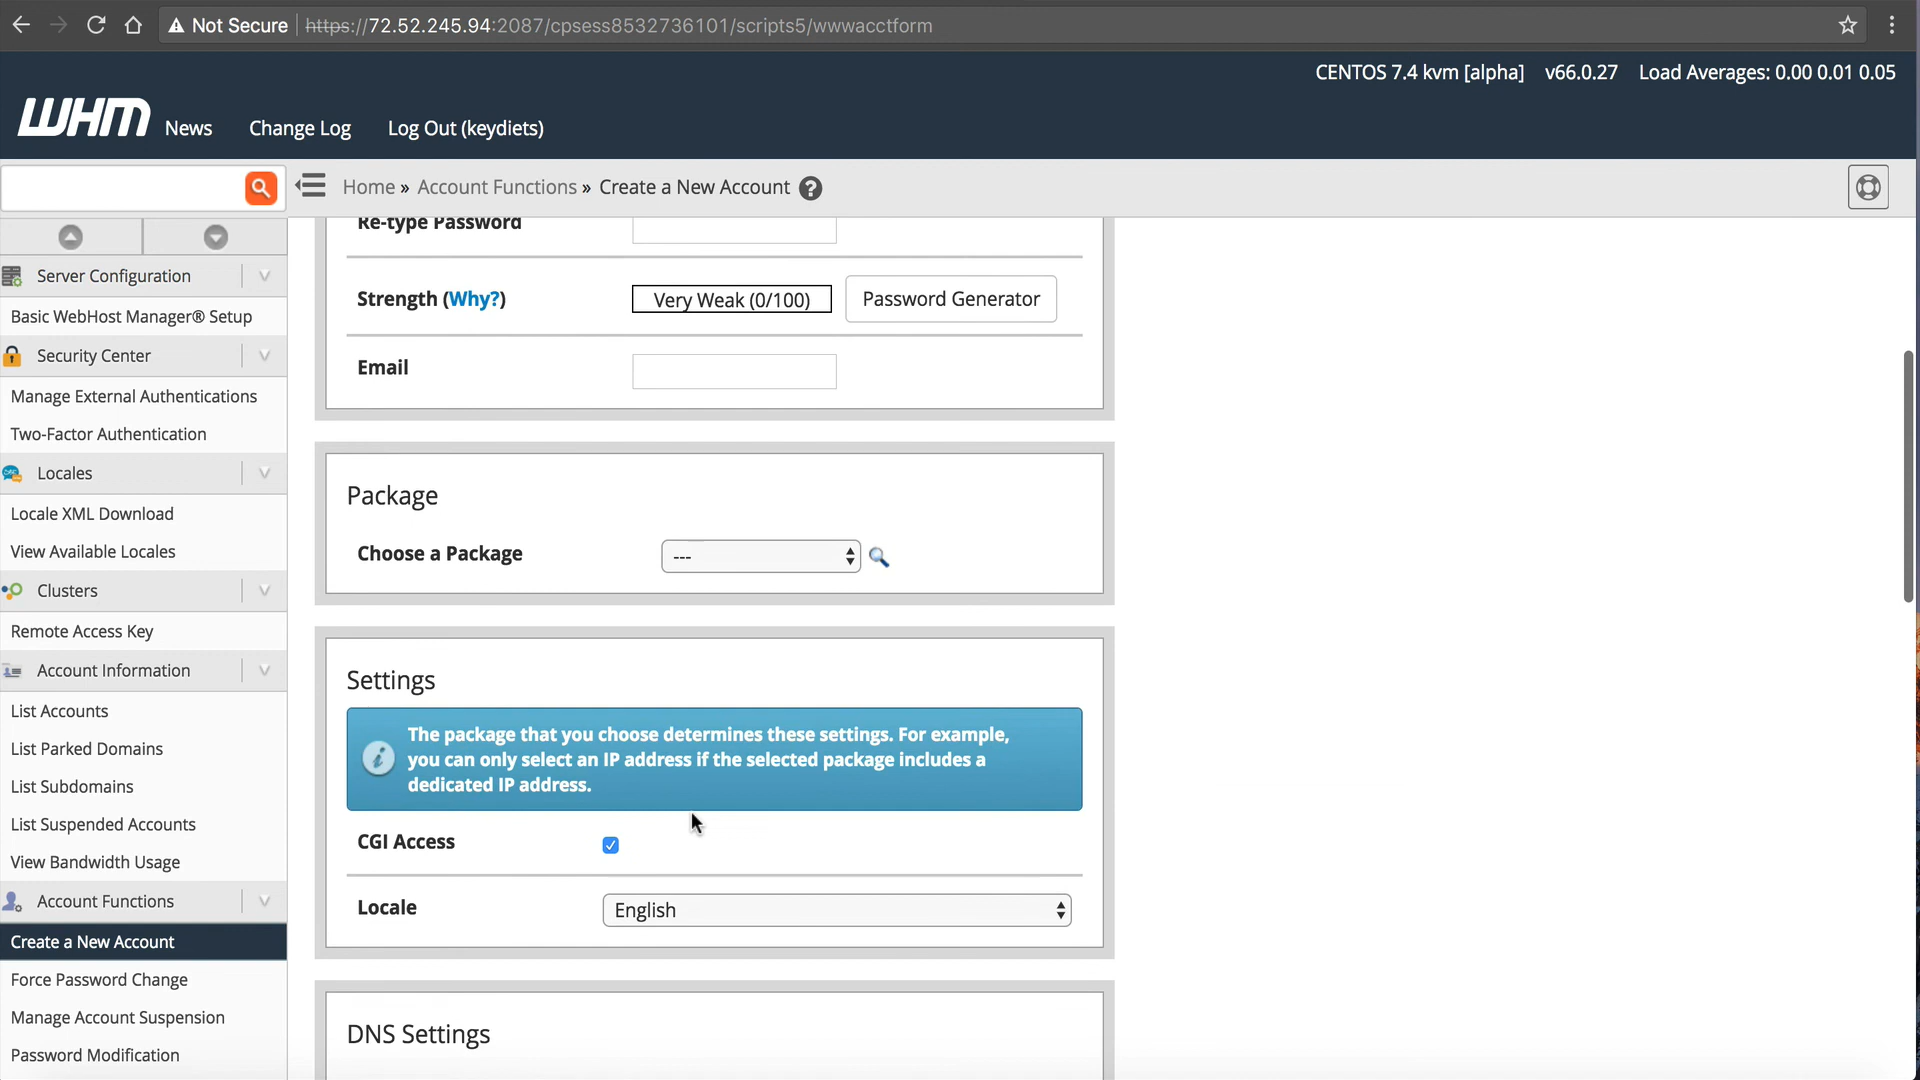 Not Secure https://72.52.245.94:2087/cpsess8532736101/scripts5/wwwacctform
CENTOS 7.4 kvm [alpha] v66.0.27 Load Averages: 0.00 0.01 0.05
WHM News Change Log Log Out (keydiets)
Home » Account Functions » Create a New Account
Server Configuration
Basic WebHost Manager® Setup
Security Center
Manage External Authentications
Two-Factor Authentication
Locales
Locale XML Download
View Available Locales
Clusters
Remote Access Key
Account Information
List Accounts
List Parked Domains
List Subdomains
List Suspended Accounts
View Bandwidth Usage
Account Functions
Create a New Account
Force Password Change
Manage Account Suspension
Password Modification
Re-type Password
Strength (Why?) Very Weak (0/100) Password Generator
Email
Package
Choose a Package ---
Settings
The package that you choose determines these settings. For example,
you can only select an IP address if the selected package includes a
dedicated IP address.
CGI Access
Locale English
DNS Settings